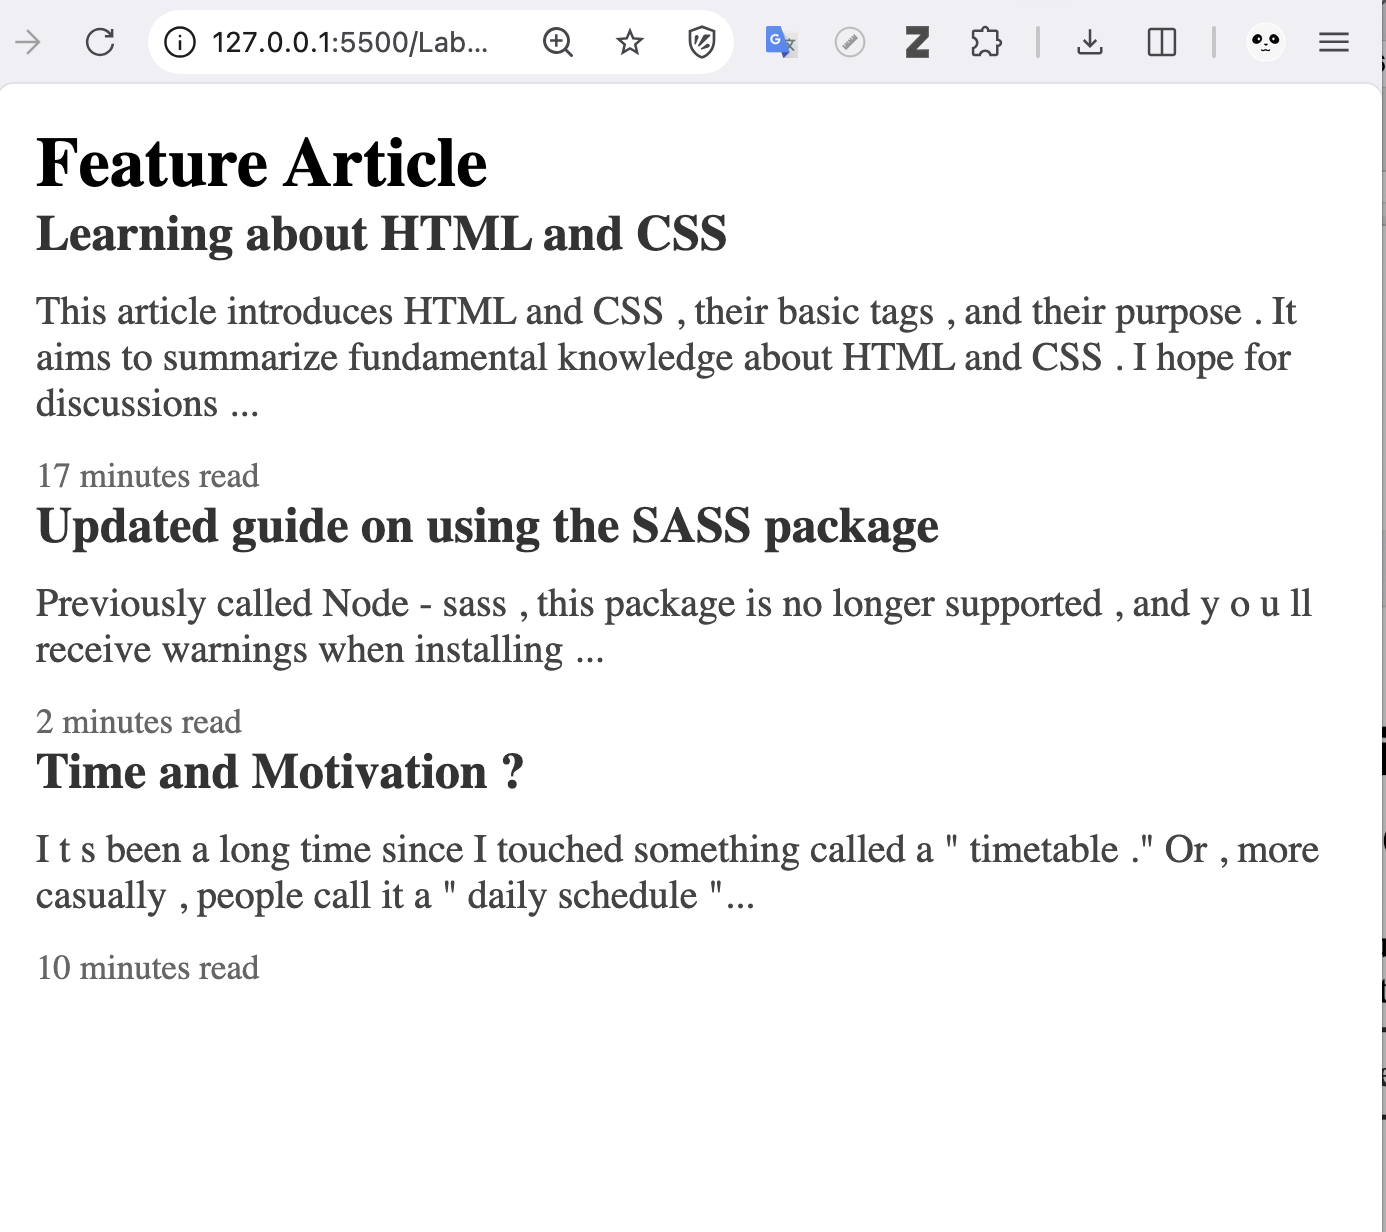 127.0.0.1:5500/Lab...
Feature Article
Learning about HTML and CSS
This article introduces HTML and CSS , their basic tags , and their purpose . It
aims to summarize fundamental knowledge about HTML and CSS . I hope for
discussions ...
17 minutes read
Updated guide on using the SASS package
Previously called Node - sass , this package is no longer supported , and y o u ll
receive warnings when installing ...
2 minutes read
Time and Motivation ?
I t s been a long time since I touched something called a " timetable ." Or , more
casually , people call it a " daily schedule "...
10 minutes read